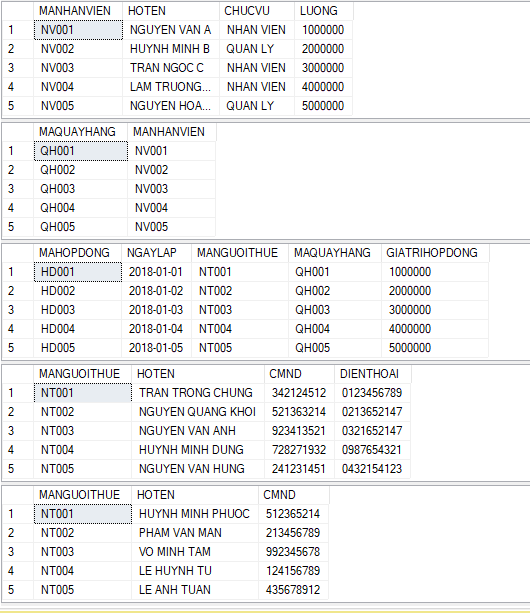 MANHANVIEN HOTEN CHUCVU LUONG
1 NV001 NGUYEN VAN A NHAN VIEN 1000000
2 NV002 HUYNH MINH B QUAN LY 2000000
3 NV003 TRAN NGOC C NHAN VIEN 3000000
4 NV004 LAM TRUONG... NHAN VIEN 4000000
5 NV005 NGUYEN HOA... QUAN LY 5000000
MAQUAYHANG MANHANVIEN
1 QH001 NV001
2 QH002 NV002
3 QH003 NV003
4 QH004 NV004
5 QH005 NV005
MAHOPDONG NGAYLAP MANGUOITHUE MAQUAYHANG GIATRIHOPDONG
1 HD001 2018-01-01 NT001 QH001 1000000
2 HD002 2018-01-02 NT002 QH002 2000000
3 HD003 2018-01-03 NT003 QH003 3000000
4 HD004 2018-01-04 NT004 QH004 4000000
5 HD005 2018-01-05 NT005 QH005 5000000
MANGUOITHUE HOTEN CMND DIENTHOAI
1 NT001 TRAN TRONG CHUNG 342124512 0123456789
2 NT002 NGUYEN QUANG KHOI 521363214 0213652147
3 NT003 NGUYEN VAN ANH 923413521 0321652147
4 NT004 HUYNH MINH DUNG 728271932 0987654321
5 NT005 NGUYEN VAN HUNG 241231451 0432154123
MANGUOITHUE HOTEN CMND
1 NT001 HUYNH MINH PHUOC 512365214
2 NT002 PHAM VAN MAN 213456789
3 NT003 VO MINH TAM 992345678
4 NT004 LE HUYNH TU 124156789
5 NT005 LE ANH TUAN 435678912